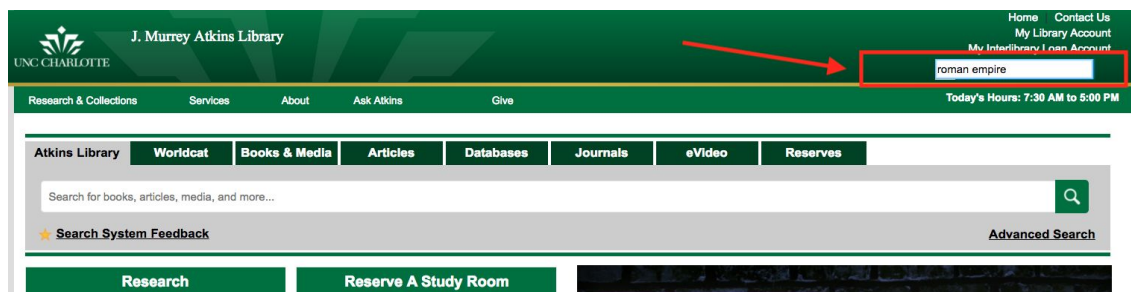 Home Contact Us
J. Murrey Atkins Library
My Library Account
My Interlibrary Loan Account
UNC CHARLOTTE
roman empire
Research & Collections Services About Ask Atkins Give
Today's Hours: 7:30 AM to 5:00 PM
Atkins Library Worldcat Books & Media Articles Databases Journals eVideo Reserves
Search for books, articles, media, and more...
Search System Feedback Advanced Search
Research Reserve A Study Room